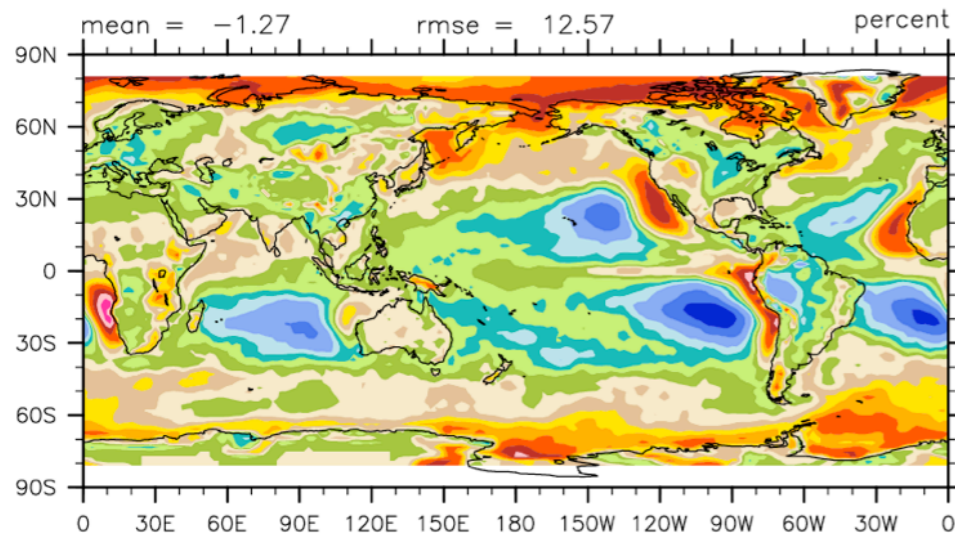 mean = -1.27 rmse = 12.57 percent
90N
60N
30N
0
30S
60S
90S
0 30E 60E 90E 120E 150E 180 150W 120W 90W 60W 30W 0